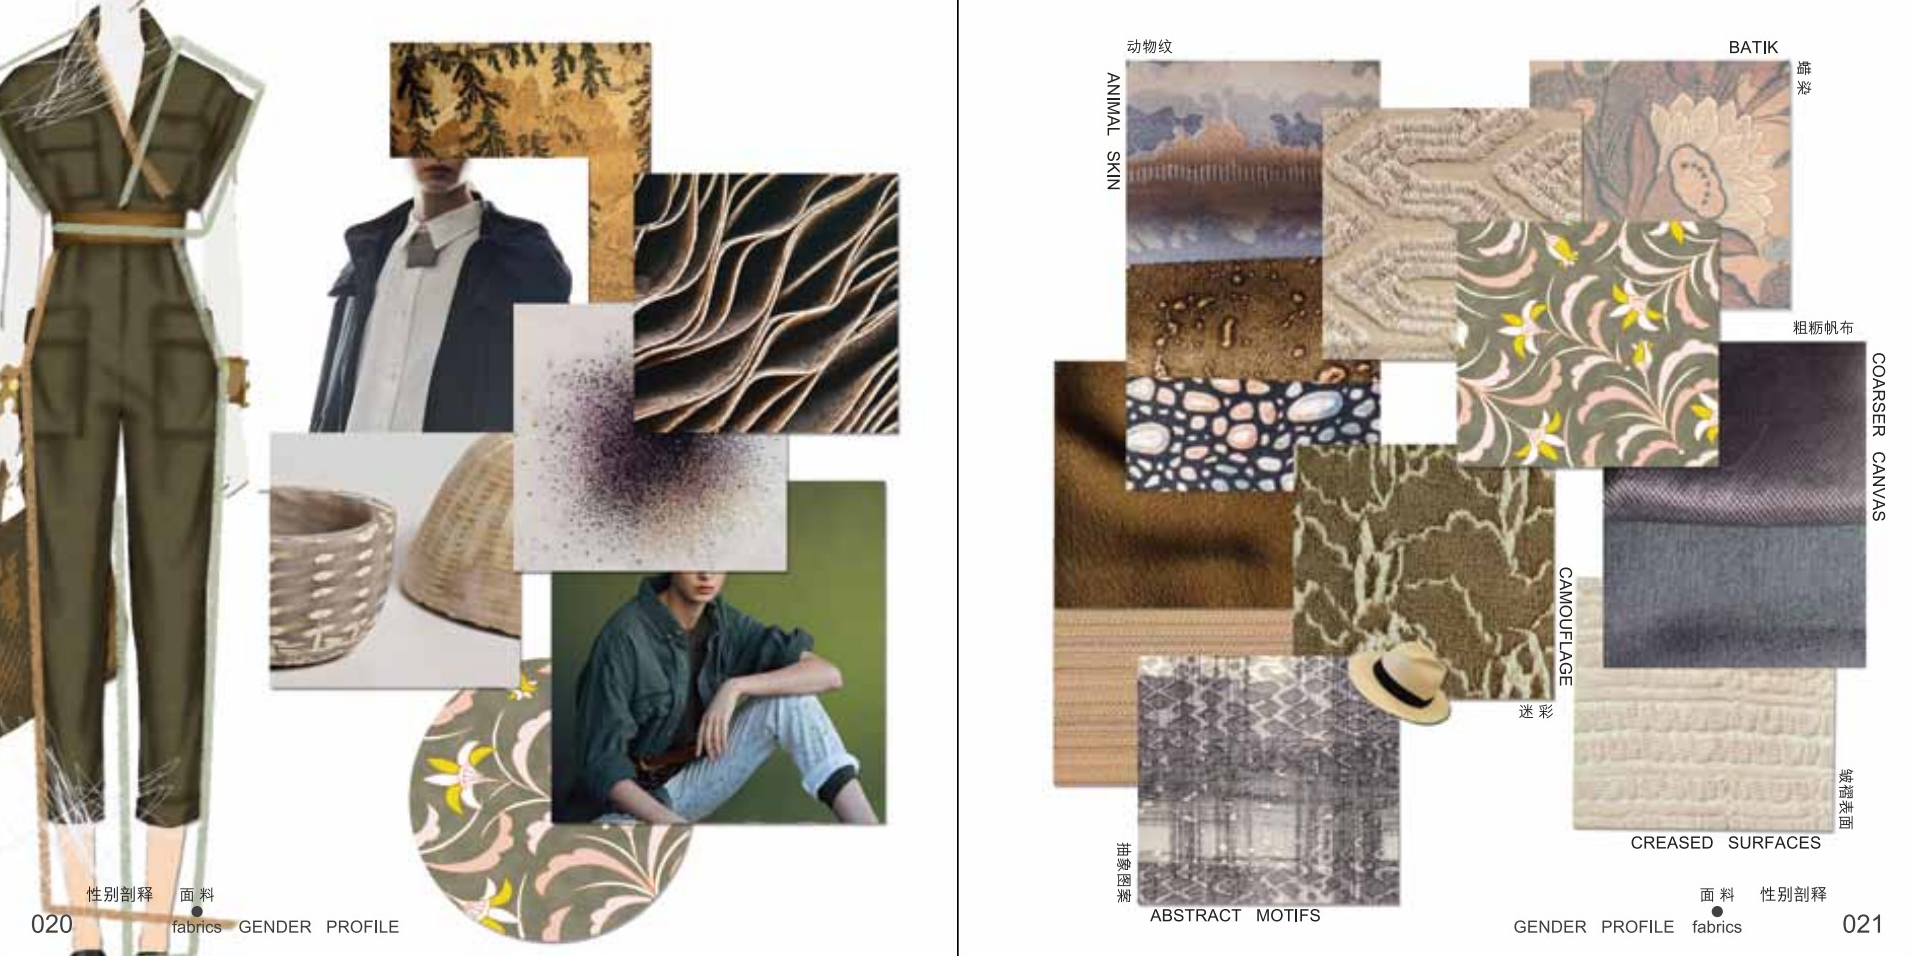 性别剖释 面 料
020 fabrics GENDER PROFILE
动物纹
ANIMAL SKIN
BATIK
蜡染
粗粝帆布
COARSER CANVAS
CAMOUFLAGE
迷 彩
皱褶表面
CREASED SURFACES
抽象图案
ABSTRACT MOTIFS
面 料 性别剖释
GENDER PROFILE fabrics 021